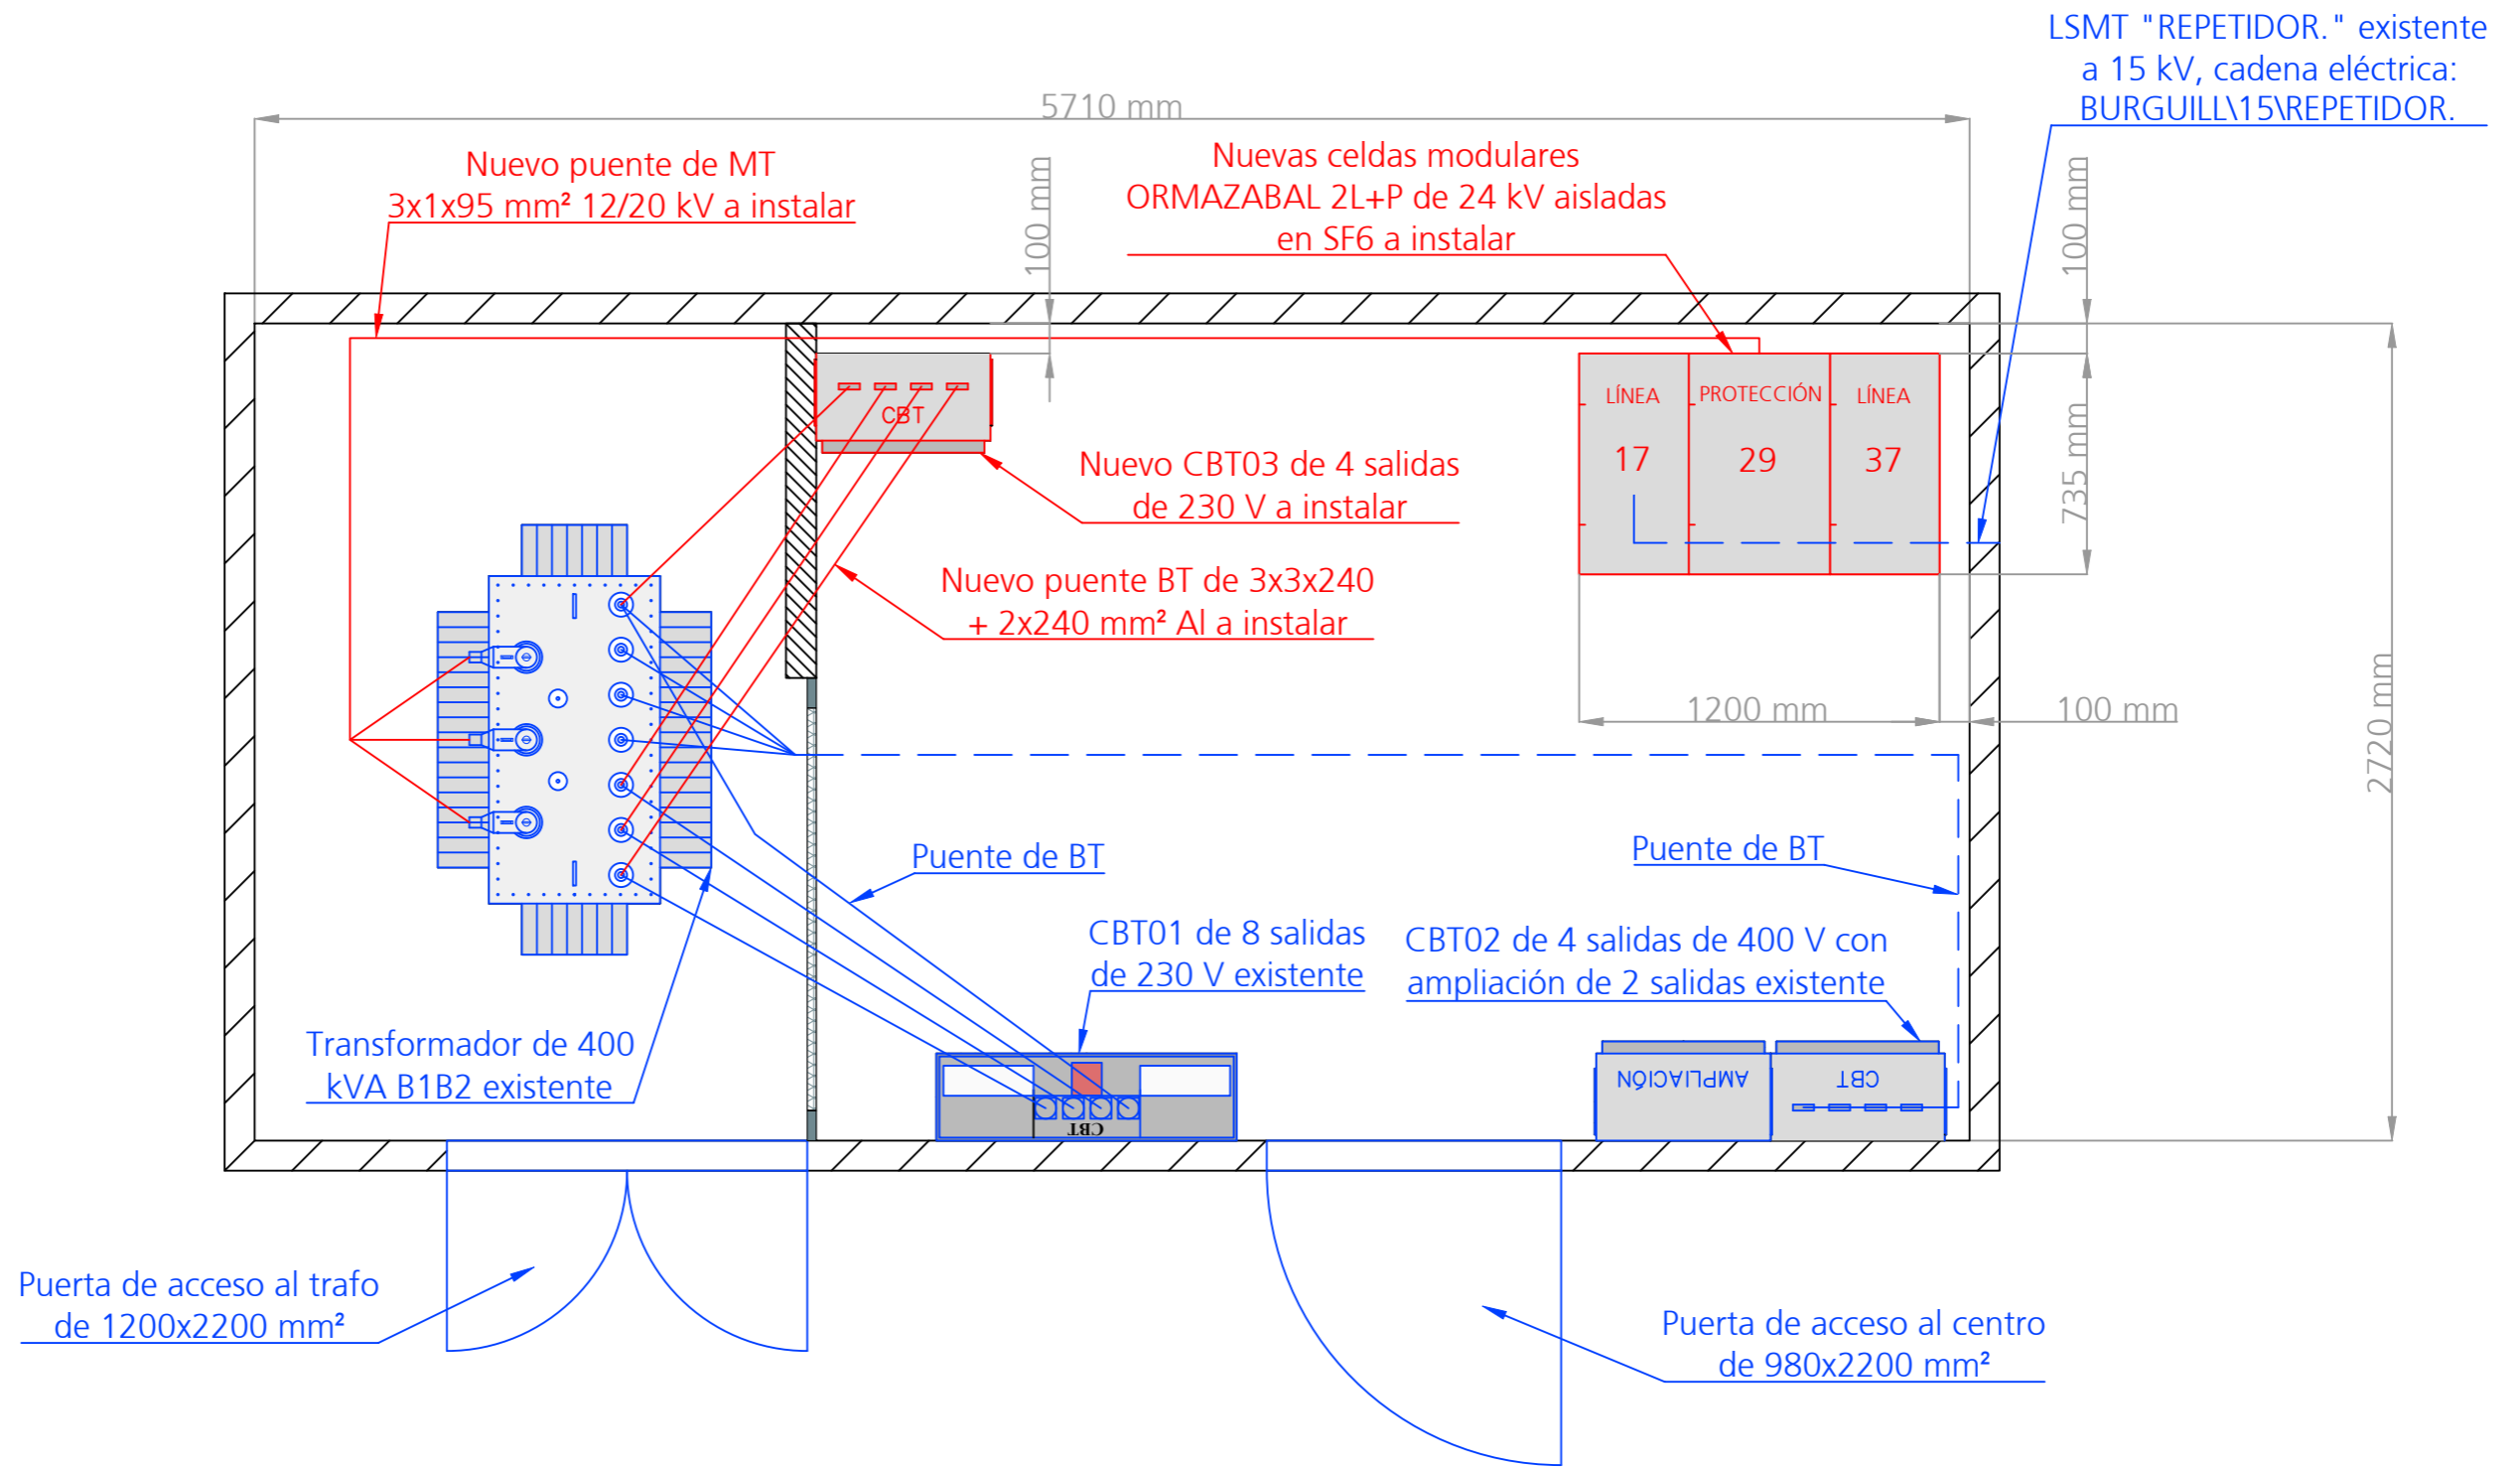 LSMT "REPETIDOR." existente
a 15 kV, cadena eléctrica:
BURGUILL\15\REPETIDOR.
5710 mm
Nuevo puente de MT
3x1x95 mm² 12/20 kV a instalar
100 mm
Nuevas celdas modulares
ORMAZABAL 2L+P de 24 kV aisladas
en SF6 a instalar
100 mm
CBT
LÍNEA
PROTECCIÓN
LÍNEA
17
29
37
735 mm
Nuevo CBT03 de 4 salidas
de 230 V a instalar
Nuevo puente BT de 3x3x240
+ 2x240 mm² Al a instalar
1200 mm
100 mm
2720 mm
Puente de BT
Puente de BT
CBT01 de 8 salidas
de 230 V existente
CBT02 de 4 salidas de 400 V con
ampliación de 2 salidas existente
Transformador de 400
kVA B1B2 existente
CBT
AMPLIACIÓN
CBT
Puerta de acceso al trafo
de 1200x2200 mm²
Puerta de acceso al centro
de 980x2200 mm²